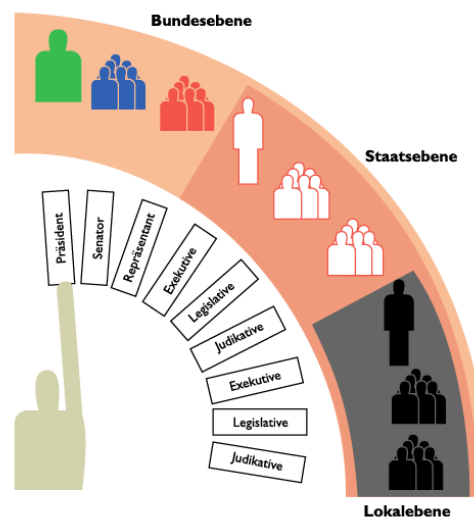 Bundesebene
Staatsebene
Präsident
Senator
Repräsentant
Exekutive
Legislative
Judikative
Exekutive
Legislative
Judikative
Lokalebene